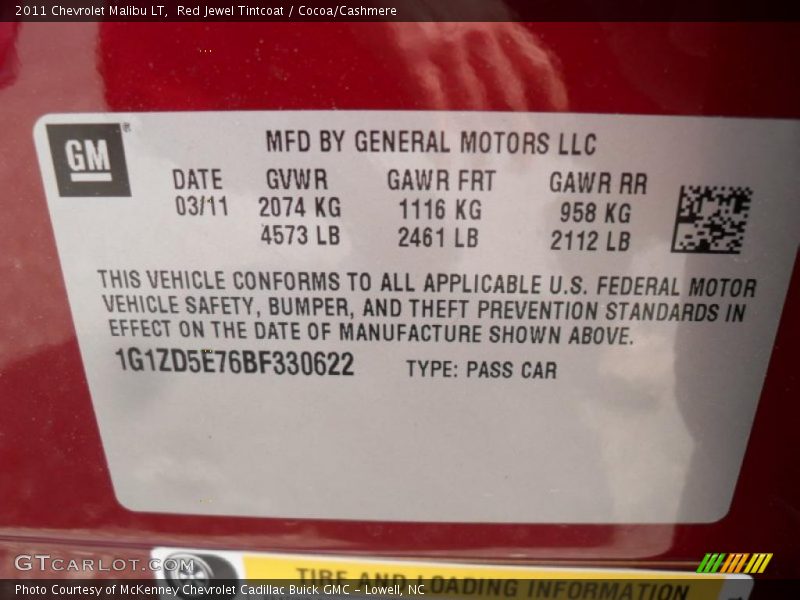 2011 Chevrolet Malibu LT, Red Jewel Tintcoat / Cocoa/Cashmere
GM®
MFD BY GENERAL MOTORS LLC
DATE GVWR GAWR FRT GAWR RR
03/11 2074 KG 1116 KG 958 KG
4573 LB 2461 LB 2112 LB
THIS VEHICLE CONFORMS TO ALL APPLICABLE U.S. FEDERAL MOTOR
VEHICLE SAFETY, BUMPER, AND THEFT PREVENTION STANDARDS IN
EFFECT ON THE DATE OF MANUFACTURE SHOWN ABOVE.
1G1ZD5E76BF330622 TYPE: PASS CAR
GTCARLOT.COM
TIRE AND LOADING INFORMATION
Photo Courtesy of McKenney Chevrolet Cadillac Buick GMC - Lowell, NC